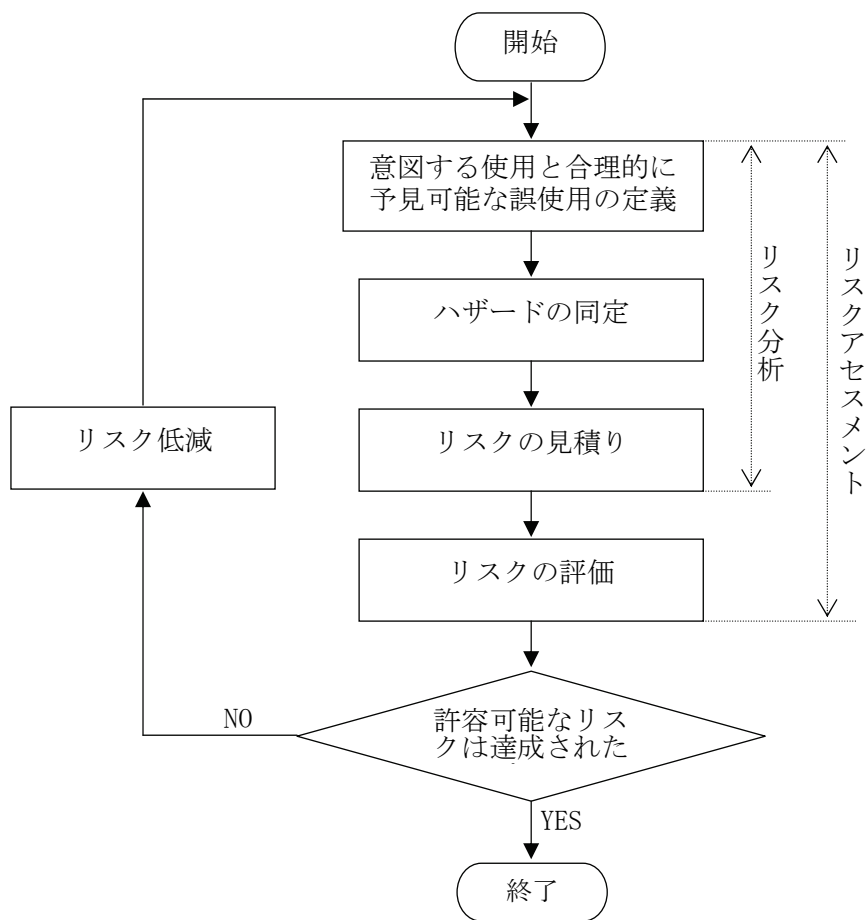 開始
意図する使用と合理的に
予見可能な誤使用の定義
ハザードの同定
リスク低減
リスクの見積り
リスクの評価
リスク分析
リスクアセスメント
NO
許容可能なリス
クは達成された
YES
終了